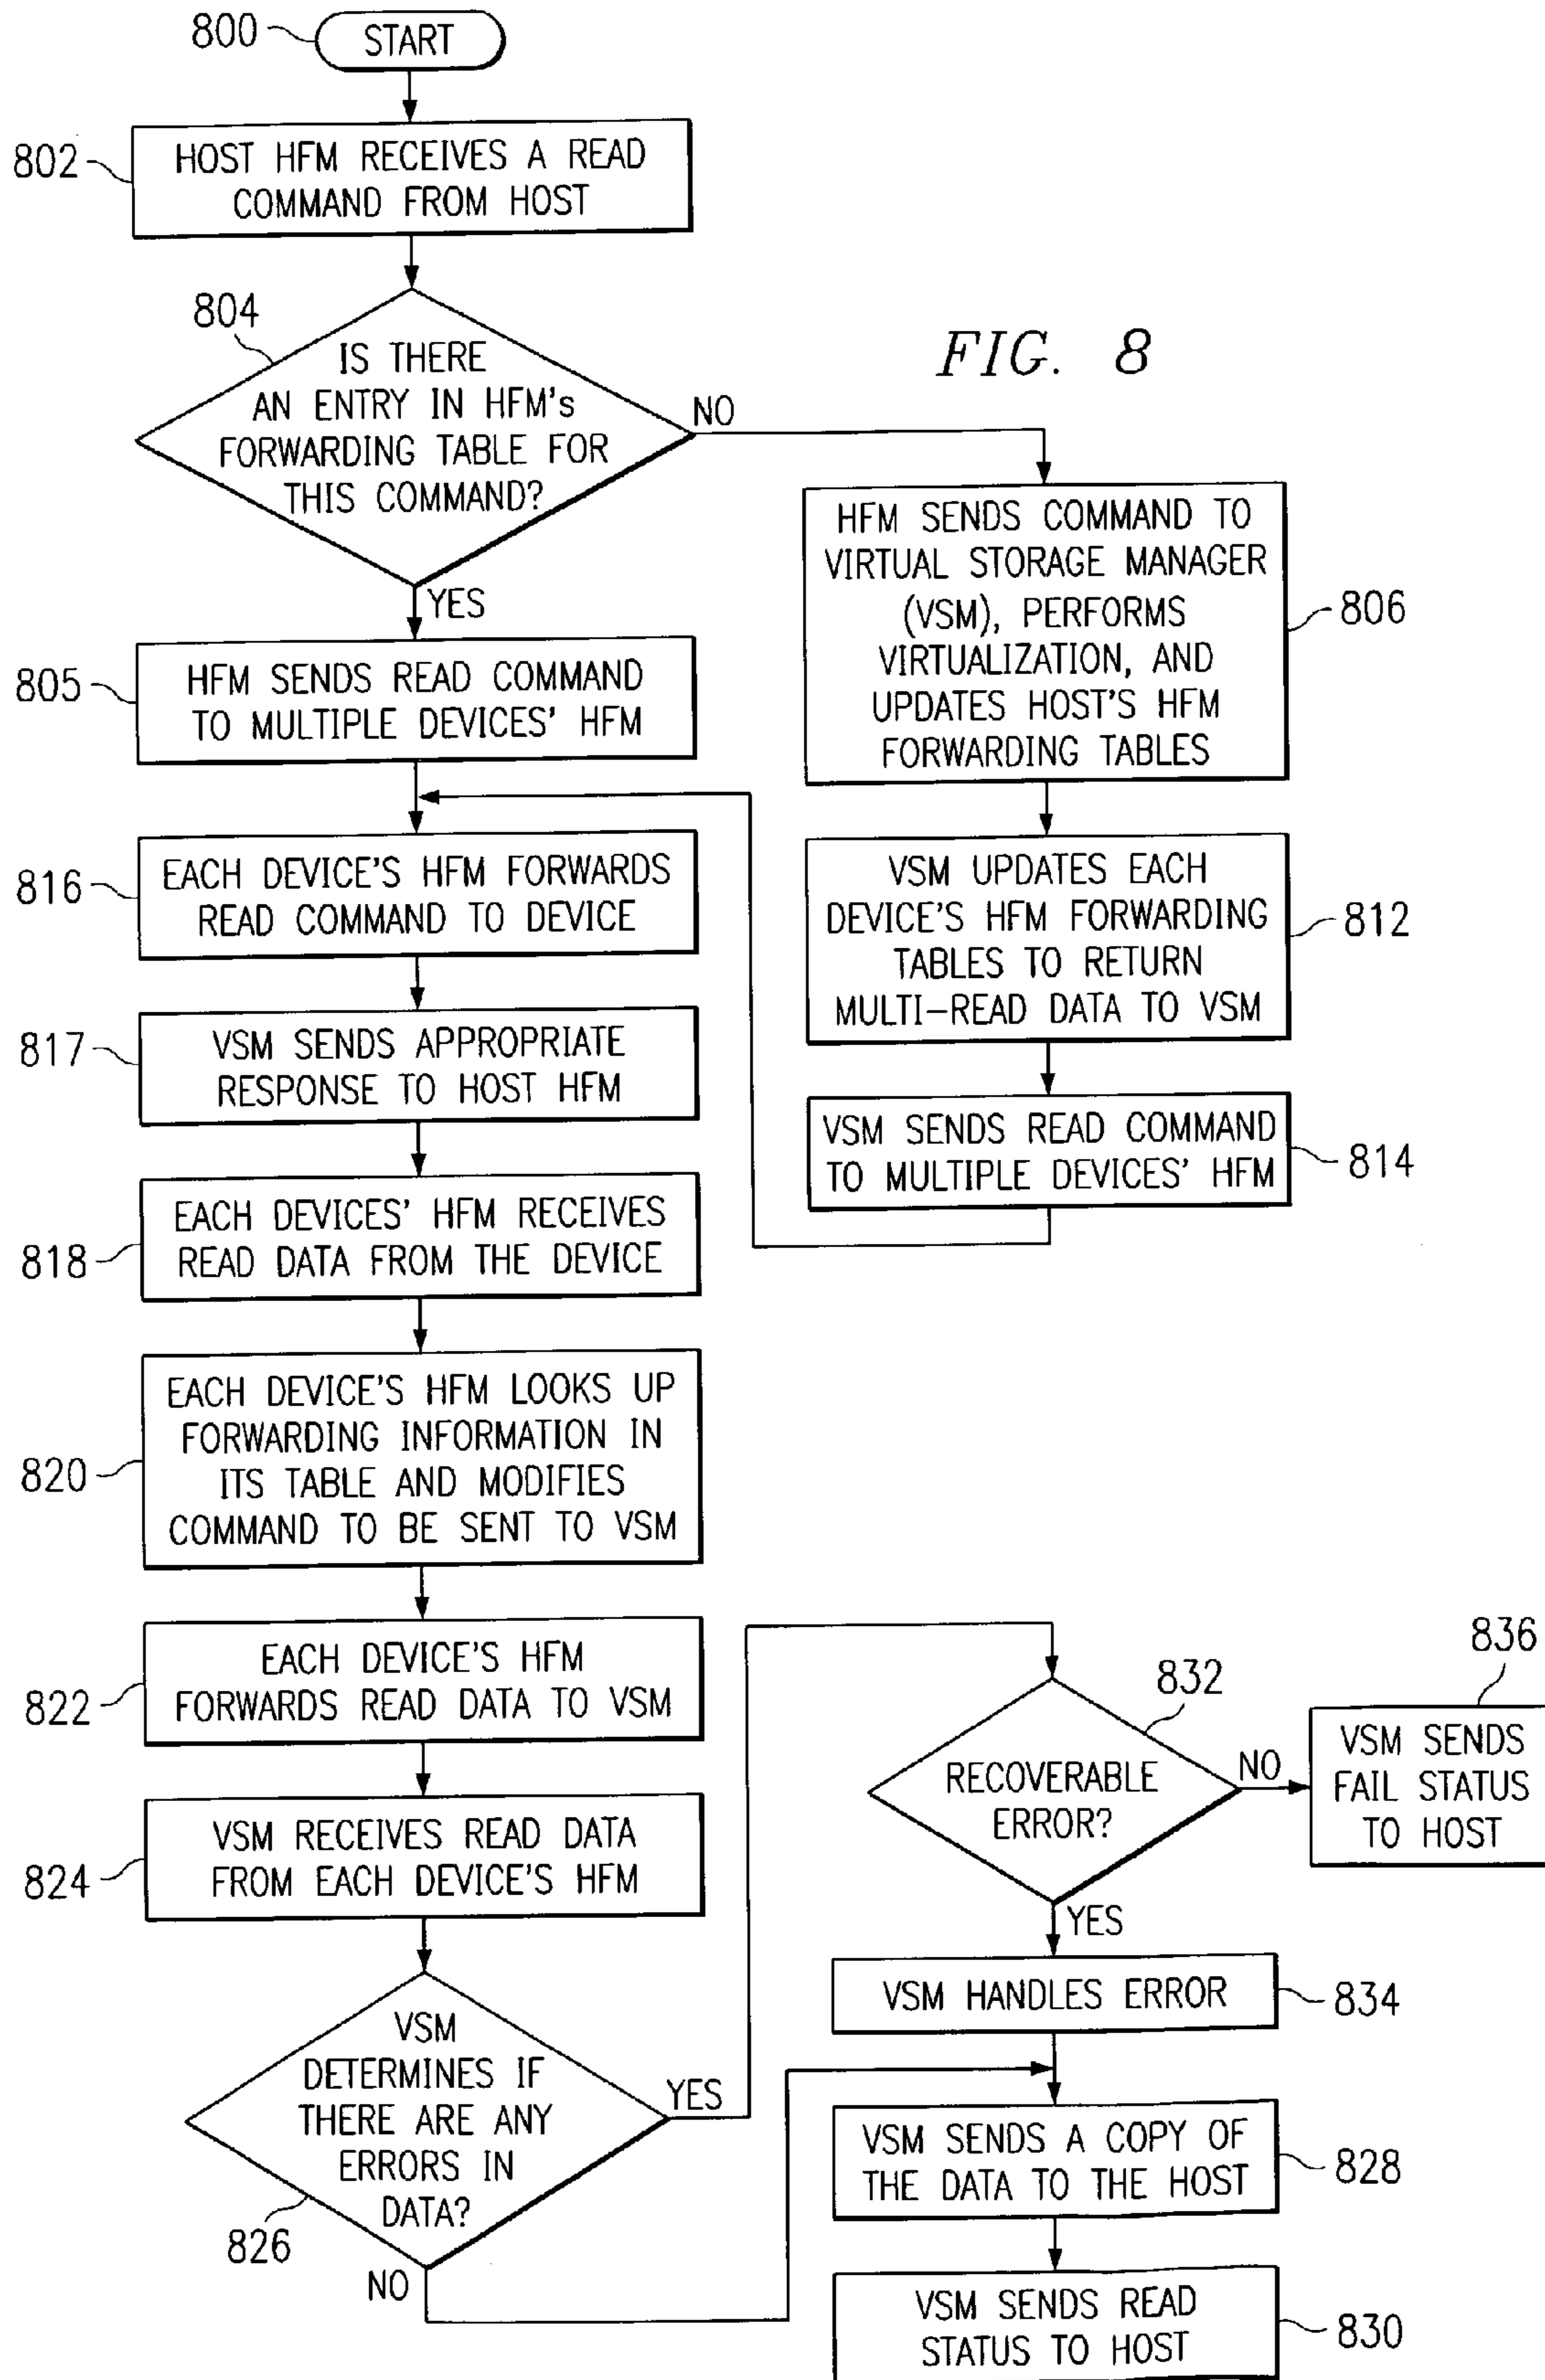 800
START
802
HOST HFM RECEIVES A READ
COMMAND FROM HOST
804
IS THERE
AN ENTRY IN HFM's
FORWARDING TABLE FOR
THIS COMMAND?
NO
YES
FIG. 8
HFM SENDS COMMAND TO
VIRTUAL STORAGE MANAGER
(VSM), PERFORMS
VIRTUALIZATION, AND
UPDATES HOST'S HFM
FORWARDING TABLES
806
805
HFM SENDS READ COMMAND
TO MULTIPLE DEVICES' HFM
VSM UPDATES EACH
DEVICE'S HFM FORWARDING
TABLES TO RETURN
MULTI-READ DATA TO VSM
812
VSM SENDS READ COMMAND
TO MULTIPLE DEVICES' HFM
814
816
EACH DEVICE'S HFM FORWARDS
READ COMMAND TO DEVICE
817
VSM SENDS APPROPRIATE
RESPONSE TO HOST HFM
818
EACH DEVICES' HFM RECEIVES
READ DATA FROM THE DEVICE
820
EACH DEVICE'S HFM LOOKS UP
FORWARDING INFORMATION IN
ITS TABLE AND MODIFIES
COMMAND TO BE SENT TO VSM
822
EACH DEVICE'S HFM
FORWARDS READ DATA TO VSM
824
VSM RECEIVES READ DATA
FROM EACH DEVICE'S HFM
VSM
DETERMINES IF
THERE ARE ANY
ERRORS IN
DATA?
826
YES
NO
832
RECOVERABLE
ERROR?
NO
YES
836
VSM SENDS
FAIL STATUS
TO HOST
VSM HANDLES ERROR
834
VSM SENDS A COPY OF
THE DATA TO THE HOST
828
VSM SENDS READ
STATUS TO HOST
830